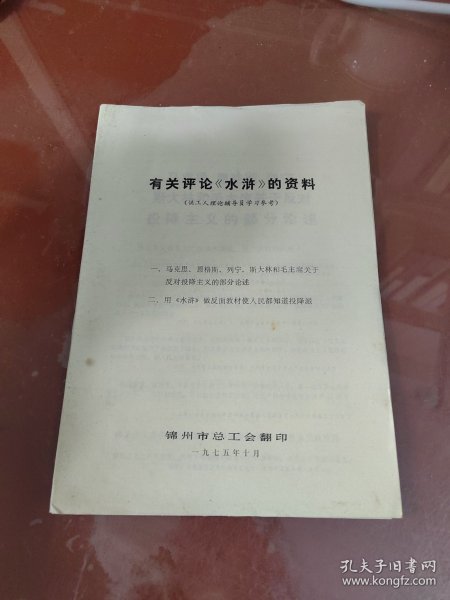 有关评论《水浒》的资料
(供工人理论辅导员学习参考)
一、马克思、恩格斯、列宁、斯大林和毛主席关于
反对投降主义的部分论述
二、用《水浒》做反面教材使人民都知道投降派
锦州市总工会翻印
一九七五年十月
孔夫子旧书网
www.kongfz.com